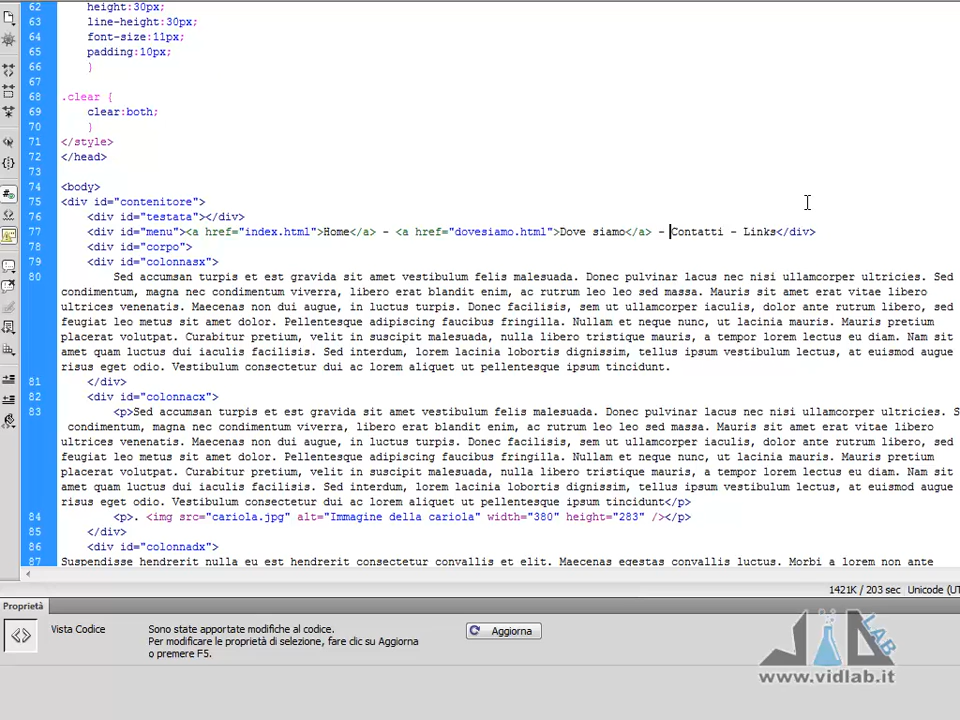 62 height:30px;
63 line-height:30px;
64 font-size:11px;
65 padding:10px;
66 }
67
68 .clear {
69 clear:both;
70 }
71 </style>
72 </head>
73
74 <body>
75 <div id="contenitore">
76 <div id="testata"></div>
77 <div id="menu"><a href="index.html">Home</a> - <a href="dovesiamo.html">Dove siamo</a> - Contatti - Links</div>
78 <div id="corpo">
79 <div id="colonnasx">
80 Sed accumsan turpis et est gravida sit amet vestibulum felis malesuada. Donec pulvinar lacus nec nisi ullamcorper ultricies. Sed
condimentum, magna nec condimentum viverra, libero erat blandit enim, ac rutrum leo leo sed massa. Mauris sit amet erat vitae libero
ultrices venenatis. Maecenas non dui augue, in luctus turpis. Donec facilisis, sem ut ullamcorper iaculis, dolor ante rutrum libero, sed
feugiat leo metus sit amet dolor. Pellentesque adipiscing faucibus fringilla. Nullam et neque nunc, ut lacinia mauris. Mauris pretium
placerat volutpat. Curabitur pretium, velit in suscipit malesuada, nulla libero tristique mauris, a tempor lorem lectus eu diam. Nam sit
amet quam luctus dui iaculis facilisis. Sed interdum, lorem lacinia lobortis dignissim, tellus ipsum vestibulum lectus, at euismod augue
risus eget odio. Vestibulum consectetur dui ac lorem aliquet ut pellentesque ipsum tincidunt.
81 </div>
82 <div id="colonnacx">
83 <p>Sed accumsan turpis et est gravida sit amet vestibulum felis malesuada. Donec pulvinar lacus nec nisi ullamcorper ultricies. S
condimentum, magna nec condimentum viverra, libero erat blandit enim, ac rutrum leo leo sed massa. Mauris sit amet erat vitae libero
ultrices venenatis. Maecenas non dui augue, in luctus turpis. Donec facilisis, sem ut ullamcorper iaculis, dolor ante rutrum libero, sed
feugiat leo metus sit amet dolor. Pellentesque adipiscing faucibus fringilla. Nullam et neque nunc, ut lacinia mauris. Mauris pretium
placerat volutpat. Curabitur pretium, velit in suscipit malesuada, nulla libero tristique mauris, a tempor lorem lectus eu diam. Nam sit
amet quam luctus dui iaculis facilisis. Sed interdum, lorem lacinia lobortis dignissim, tellus ipsum vestibulum lectus, at euismod augue
risus eget odio. Vestibulum consectetur dui ac lorem aliquet ut pellentesque ipsum tincidunt</p>
84 <p>. <img src="cariola.jpg" alt="Immagine della cariola" width="380" height="283" /></p>
85 </div>
86 <div id="colonnadx">
87 Suspendisse hendrerit nulla eu est hendrerit consectetur convallis et elit. Maecenas egestas convallis luctus. Morbi a lorem non ante
1421K / 203 sec Unicode (UT
Proprietà
Vista Codice
Sono state apportate modifiche al codice.
Per modificare le proprietà di selezione, fare clic su Aggiorna
o premere F5.
Aggiorna
VID LAB
www.vidlab.it